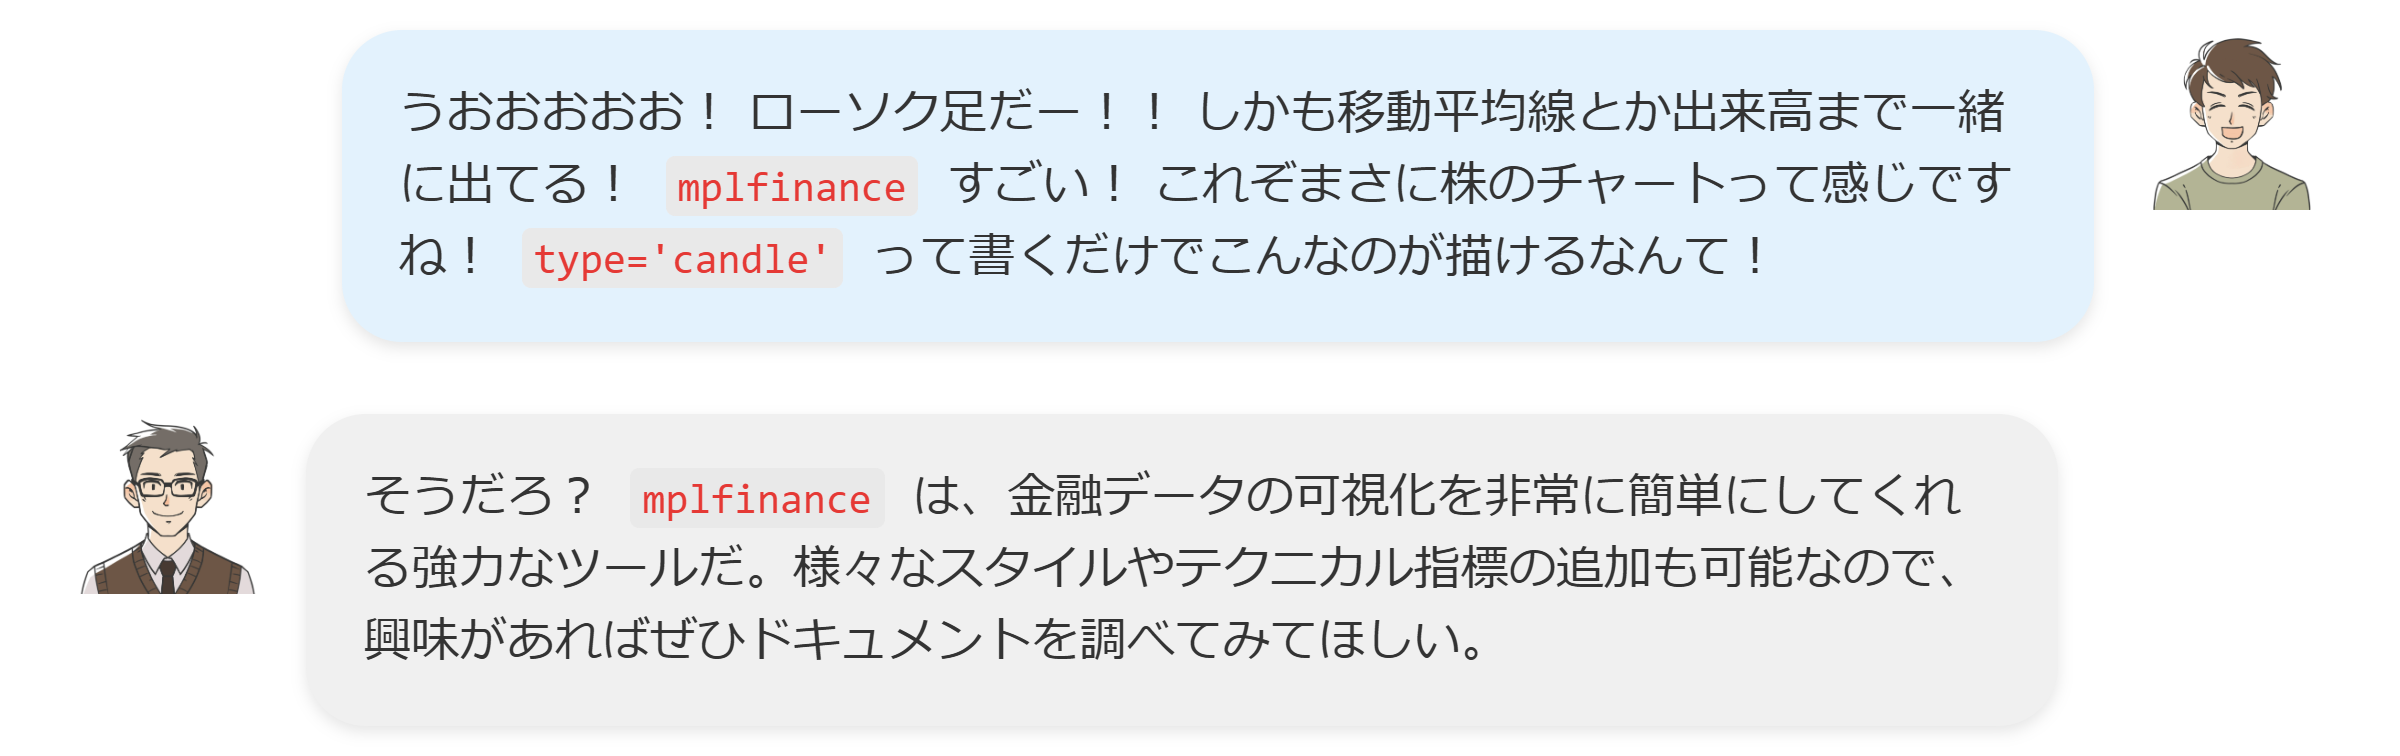 うおおおおお！ ローソク足だー！！ しかも移動平均線とか出来高まで一緒
に出てる！ mplfinance すごい！ これぞまさに株のチャートって感じです
ね！ type='candle' って書くだけでこんなのが描けるなんて！
そうだろ？ mplfinance は、金融データの可視化を非常に簡単にしてくれ
る強力なツールだ。様々なスタイルやテクニカル指標の追加も可能なので、
興味があればぜひドキュメントを調べてみてほしい。